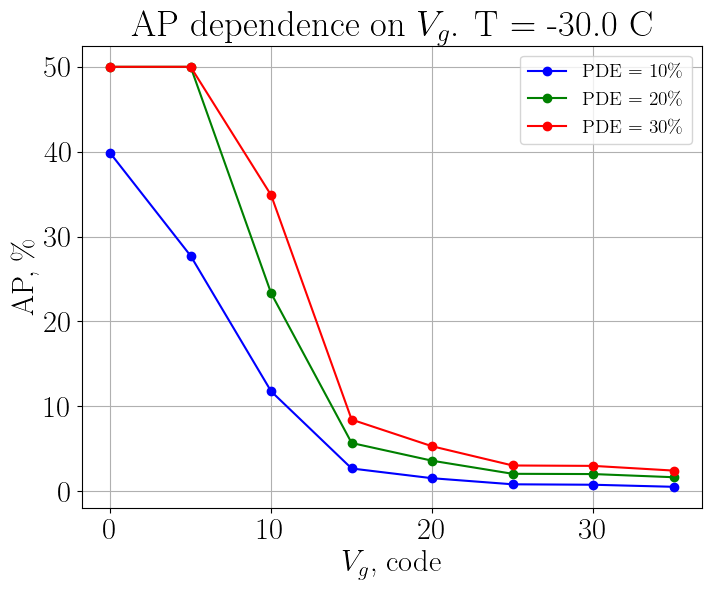 AP dependence on V_g. T = -30.0 C
PDE = 10%
PDE = 20%
PDE = 30%
AP, %
50
40
30
20
10
0
0 10 20 30
V_g, code